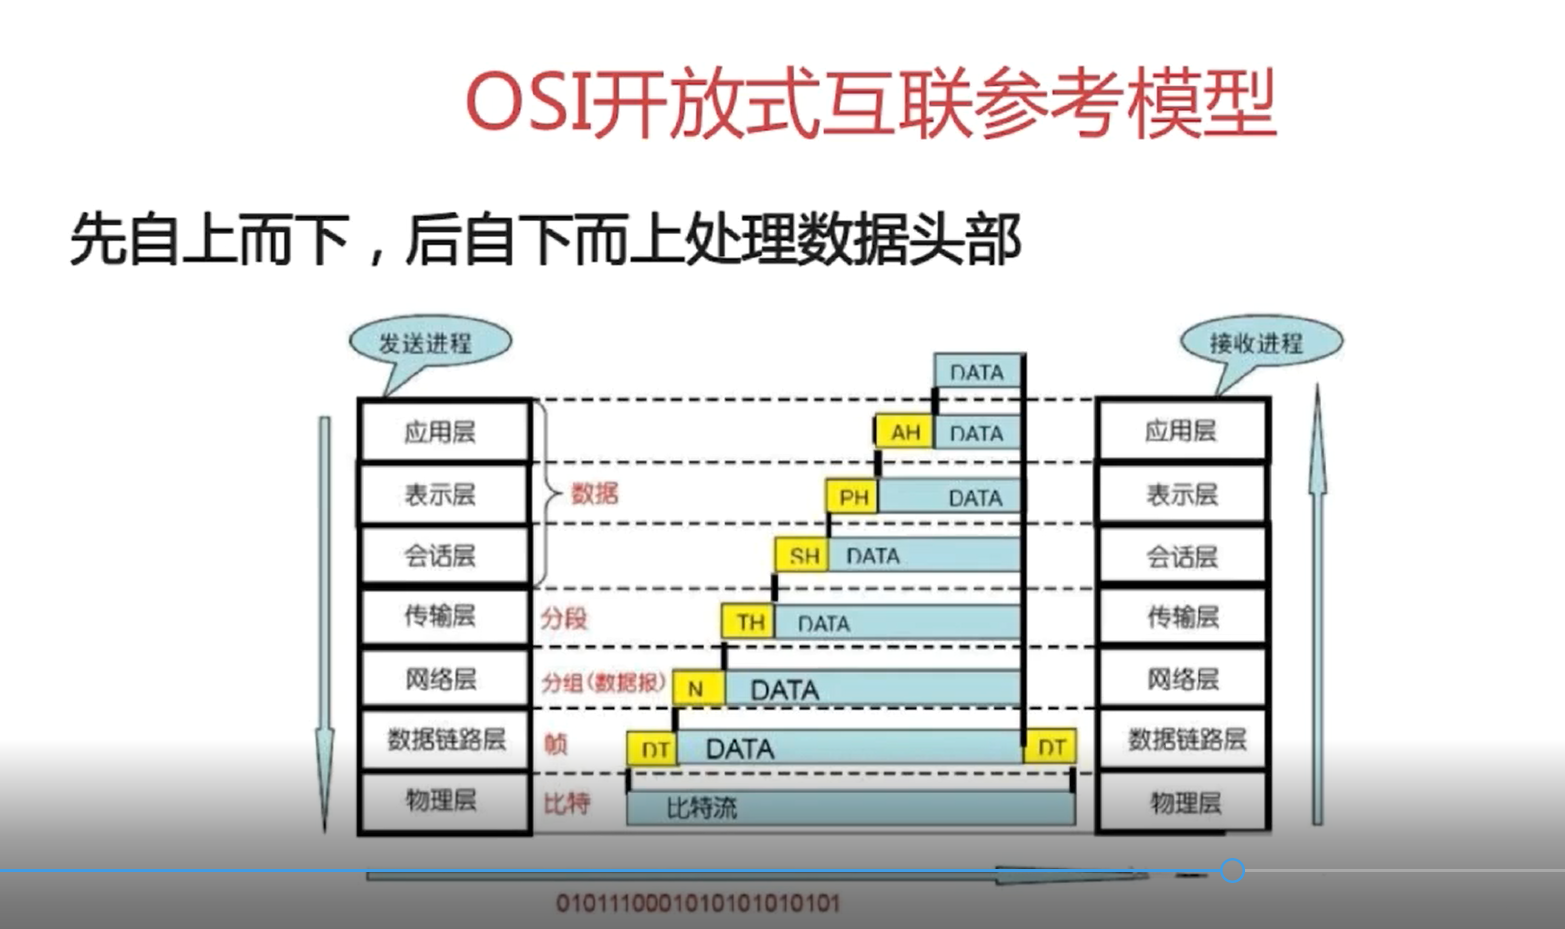 OSI开放式互联参考模型
先自上而下，后自下而上处理数据头部
发送进程
接收进程
DATA
应用层
AH
DATA
应用层
表示层
数据
PH
DATA
表示层
会话层
SH
DATA
会话层
传输层
分段
TH
DATA
传输层
网络层
分组(数据报)
N
DATA
网络层
数据链路层
帧
DT
DATA
DT
数据链路层
物理层
比特
比特流
物理层
0101110001010101010101